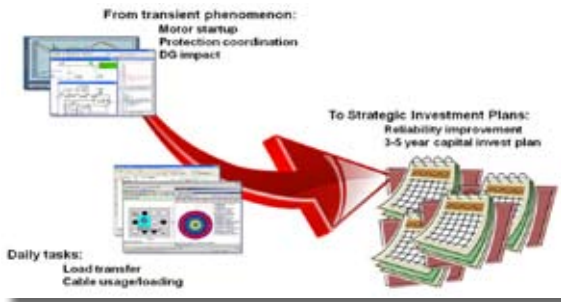 From transient phenomenon:
Motor startup
Protection coordination
DG impact
To Strategic Investment Plans:
Reliability improvement
3-5 year capital invest plan
Daily tasks:
Load transfer
Cable usage/loading